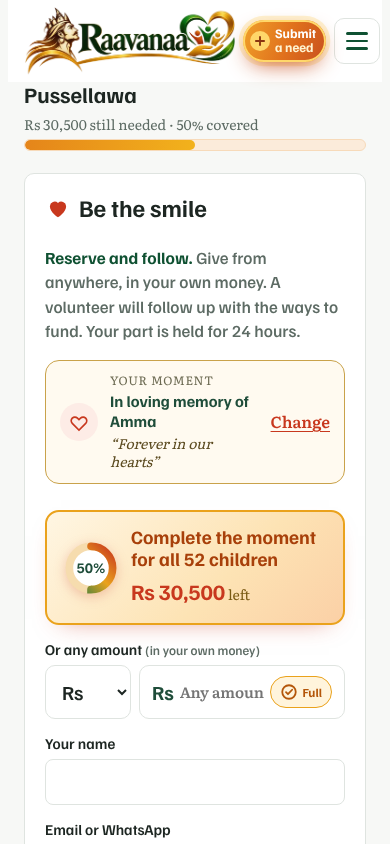 Raavanaa
Submit
a need
Pussellawa
Rs 30,500 still needed · 50% covered
Be the smile
Reserve and follow. Give from
anywhere, in your own money. A
volunteer will follow up with the ways to
fund. Your part is held for 24 hours.
YOUR MOMENT
In loving memory of
Amma
“Forever in our
hearts”
Change
50%
Complete the moment
for all 52 children
Rs 30,500 left
Or any amount (in your own money)
Rs
Rs Any amoun
Full
Your name
Email or WhatsApp